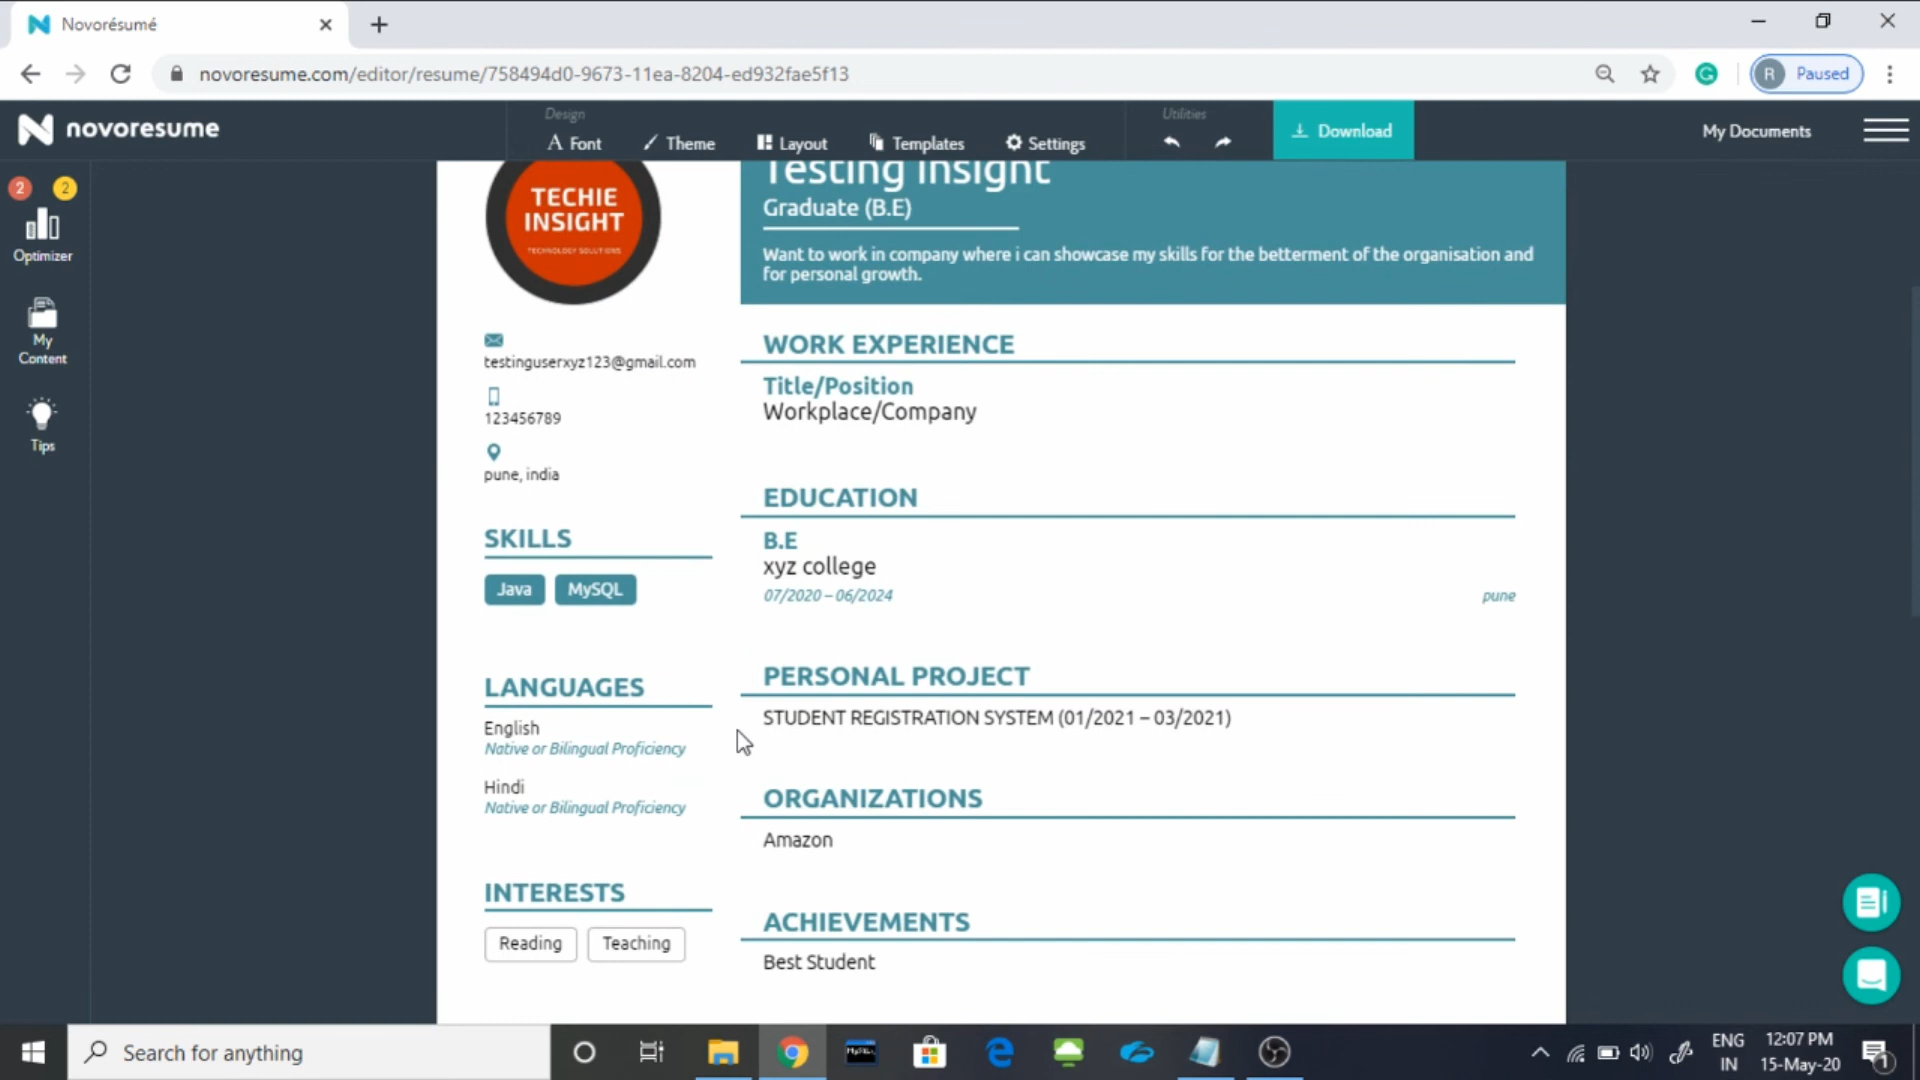 Novorésumé
novoresume.com/editor/resume/758494d0-9673-11ea-8204-ed932fae5f13
R Paused
novoresume
Design
A Font
Theme
Layout
Templates
Settings
Utilities
Download
My Documents
2 2
Optimizer
My
Content
Tips
TECHIE
INSIGHT
TECHNOLOGY SOLUTIONS
testinguserxyz123@gmail.com
123456789
pune, india
SKILLS
Java MySQL
LANGUAGES
English
Native or Bilingual Proficiency
Hindi
Native or Bilingual Proficiency
INTERESTS
Reading Teaching
Testing Insight
Graduate (B.E)
Want to work in company where i can showcase my skills for the betterment of the organisation and
for personal growth.
WORK EXPERIENCE
Title/Position
Workplace/Company
EDUCATION
B.E
xyz college
07/2020 – 06/2024 pune
PERSONAL PROJECT
STUDENT REGISTRATION SYSTEM (01/2021 – 03/2021)
ORGANIZATIONS
Amazon
ACHIEVEMENTS
Best Student
Search for anything
ENG
IN
12:07 PM
15-May-20
1